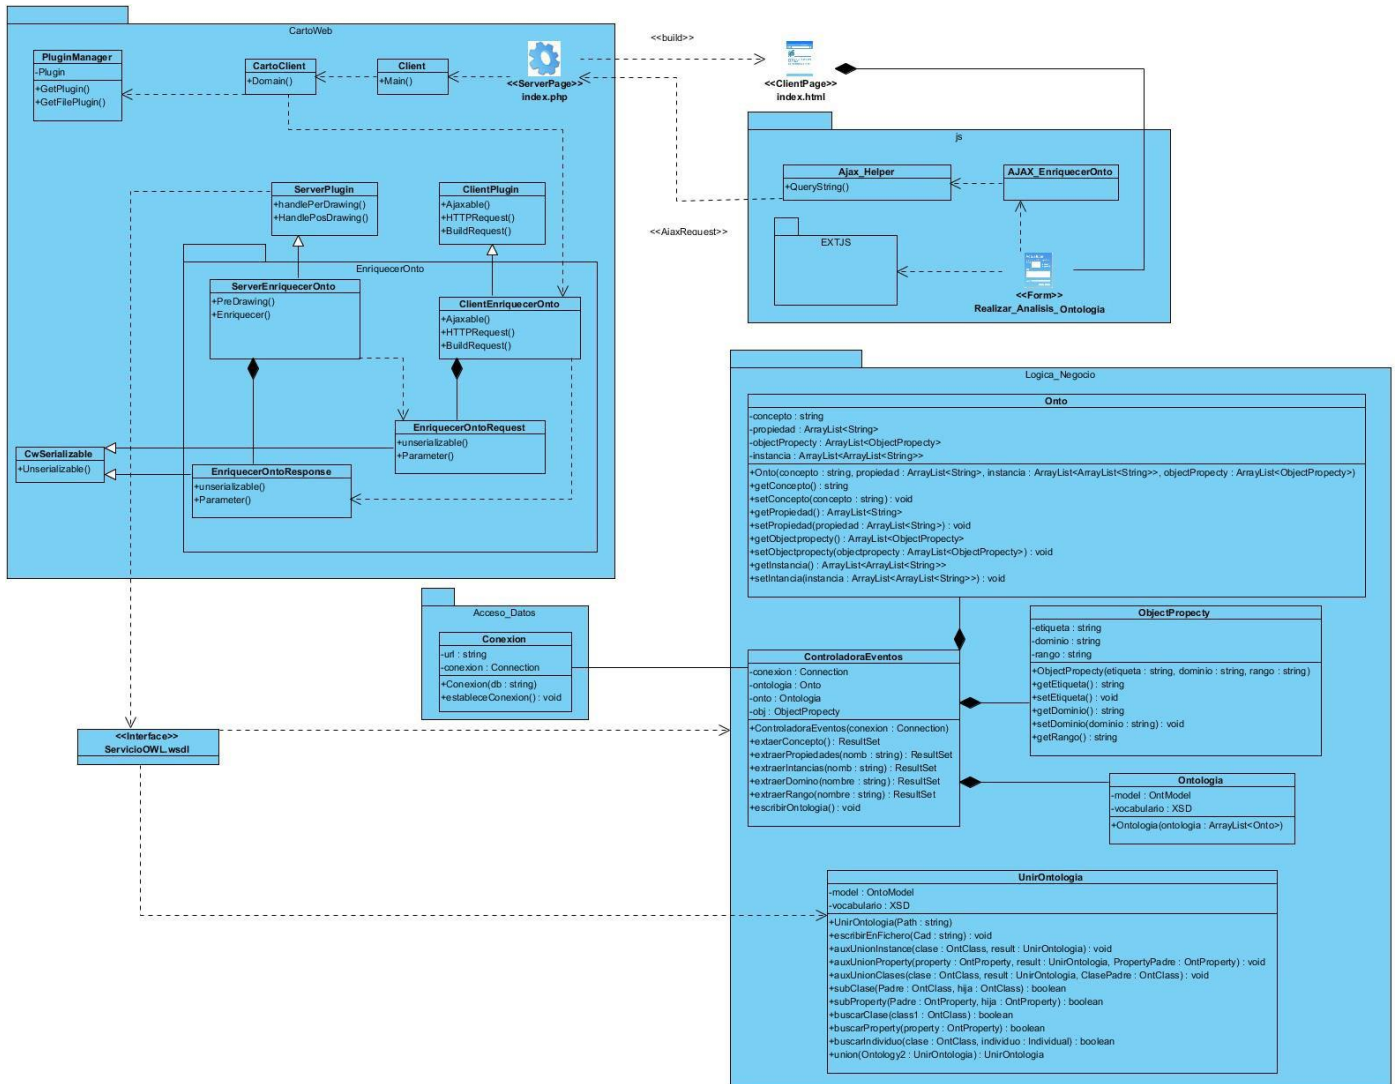 CartoWeb
PluginManager
-Plugin
+GetPlugin()
+GetFilePlugin()
CartoClient
+Domain()
Client
+Main()
<<ServerPage>>
index.php
<<build>>
<<ClientPage>>
index.html
<<AjaxRequest>>
js
Ajax_Helper
+QueryString()
AJAX_EnriquecerOnto
EXTJS
<<Form>>
Realizar_Analisis_Ontologia
ServerPlugin
+handlePerDrawing()
+HandlePosDrawing()
ClientPlugin
+Ajaxable()
+HTTPRequest()
+BuildRequest()
EnriquecerOnto
ServerEnriquecerOnto
+PreDrawing()
+Enriquecer()
ClientEnriquecerOnto
+Ajaxable()
+HTTPRequest()
+BuildRequest()
EnriquecerOntoRequest
+unserializable()
+Parameter()
CwSerializable
+Unserializable()
EnriquecerOntoResponse
+unserializable()
+Parameter()
Logica_Negocio
Onto
-concepto : string
-propiedad : ArrayList<String>
-objectPropecty : ArrayList<ObjectPropecty>
-instancia : ArrayList<ArrayList<String>>
+Onto(concepto : string, propiedad : ArrayList<String>, instancia : ArrayList<ArrayList<String>>, objectPropecty : ArrayList<ObjectPropecty>)
+getConcepto() : string
+setConcepto(concepto : string) : void
+getPropiedad() : ArrayList<String>
+setPropiedad(propiedad : ArrayList<String>) : void
+getObjectpropecty() : ArrayList<ObjectPropecty>
+setObjectpropecty(objectpropecty : ArrayList<ObjectPropecty>) : void
+getInstancia() : ArrayList<ArrayList<String>>
+setIntancia(instancia : ArrayList<ArrayList<String>>) : void
Acceso_Datos
Conexion
-url : string
-conexion : Connection
+Conexion(db : string)
+estableceConexion() : void
ControladoraEventos
-conexion : Connection
-ontologia : Onto
-onto : Ontologia
-obj : ObjectPropecty
+ControladoraEventos(conexion : Connection)
+extaerConcepto() : ResultSet
+extraerPropiedades(nomb : string) : ResultSet
+extraerIntancias(nomb : string) : ResultSet
+extraerDomino(nombre : string) : ResultSet
+extraerRango(nombre : string) : ResultSet
+escribirOntologia() : void
ObjectPropecty
-etiqueta : string
-dominio : string
-rango : string
+ObjectPropecty(etiqueta : string, dominio : string, rango : string)
+getEtiqueta() : string
+setEtiqueta() : void
+getDominio() : string
+setDominio(dominio : string) : void
+getRango() : string
<<Interface>>
ServicioOWL.wsdl
Ontologia
-model : OntModel
-vocabulario : XSD
+Ontologia(ontologia : ArrayList<Onto>)
UnirOntologia
-model : OntoModel
-vocabulario : XSD
+UnirOntologia(Path : string)
+escribirEnFichero(Cad : string) : void
+auxUnionInstance(clase : OntClass, result : UnirOntologia) : void
+auxUnionProperty(property : OntProperty, result : UnirOntologia, PropertyPadre : OntProperty) : void
+auxUnionClases(clase : OntClass, result : UnirOntologia, ClasePadre : OntClass) : void
+subClase(Padre : OntClass, hija : OntClass) : boolean
+subProperty(Padre : OntProperty, hija : OntProperty) : boolean
+buscarClase(class1 : OntClass) : boolean
+buscarProperty(property : OntProperty) : boolean
+buscarIndividuo(clase : OntClass, individuo : Individual) : boolean
+union(Ontology2 : UnirOntologia) : UnirOntologia